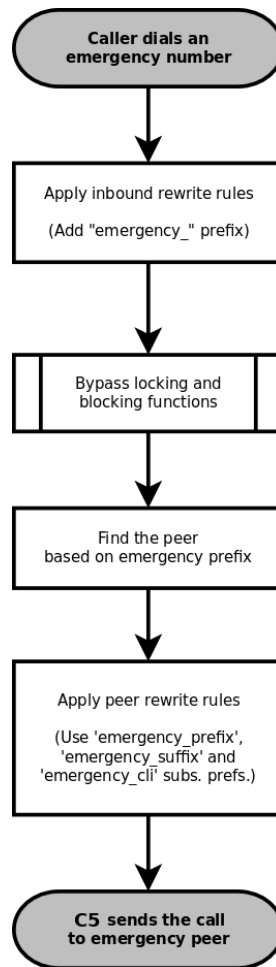 Caller dials an
emergency number
Apply inbound rewrite rules
(Add "emergency_" prefix)
Bypass locking and
blocking functions
Find the peer
based on emergency prefix
Apply peer rewrite rules
(Use 'emergency_prefix',
'emergency_suffix' and
'emergency_cli' subs. prefs.)
C5 sends the call
to emergency peer